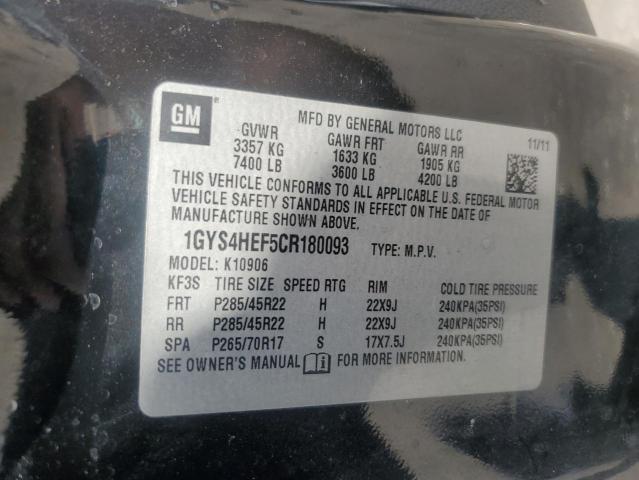 GM
MFD BY GENERAL MOTORS LLC
11/11
GVWR GAWR FRT GAWR RR
3357 KG 1633 KG 1905 KG
7400 LB 3600 LB 4200 LB
THIS VEHICLE CONFORMS TO ALL APPLICABLE U.S. FEDERAL MOTOR
VEHICLE SAFETY STANDARDS IN EFFECT ON THE DATE OF
MANUFACTURE SHOWN ABOVE.
1GYS4HEF5CR180093 TYPE: M.P.V.
MODEL: K10906
KF3S TIRE SIZE SPEED RTG RIM COLD TIRE PRESSURE
FRT P285/45R22 H 22X9J 240KPA(35PSI)
RR P285/45R22 H 22X9J 240KPA(35PSI)
SPA P265/70R17 S 17X7.5J 240KPA(35PSI)
SEE OWNER'S MANUAL FOR MORE INFORMATION.